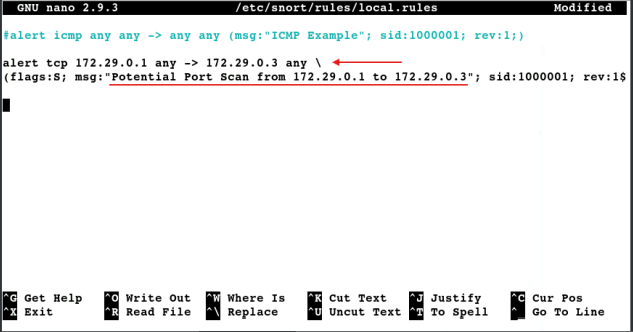 GNU nano 2.9.3 /etc/snort/rules/local.rules Modified
#alert icmp any any -> any any (msg:"ICMP Example"; sid:1000001; rev:1;)
alert tcp 172.29.0.1 any -> 172.29.0.3 any \
(flags:S; msg:"Potential Port Scan from 172.29.0.1 to 172.29.0.3"; sid:1000001; rev:1$
^G Get Help ^O Write Out ^W Where Is ^K Cut Text ^J Justify ^C Cur Pos
^X Exit ^R Read File ^\ Replace ^U Uncut Text ^T To Spell ^_ Go To Line